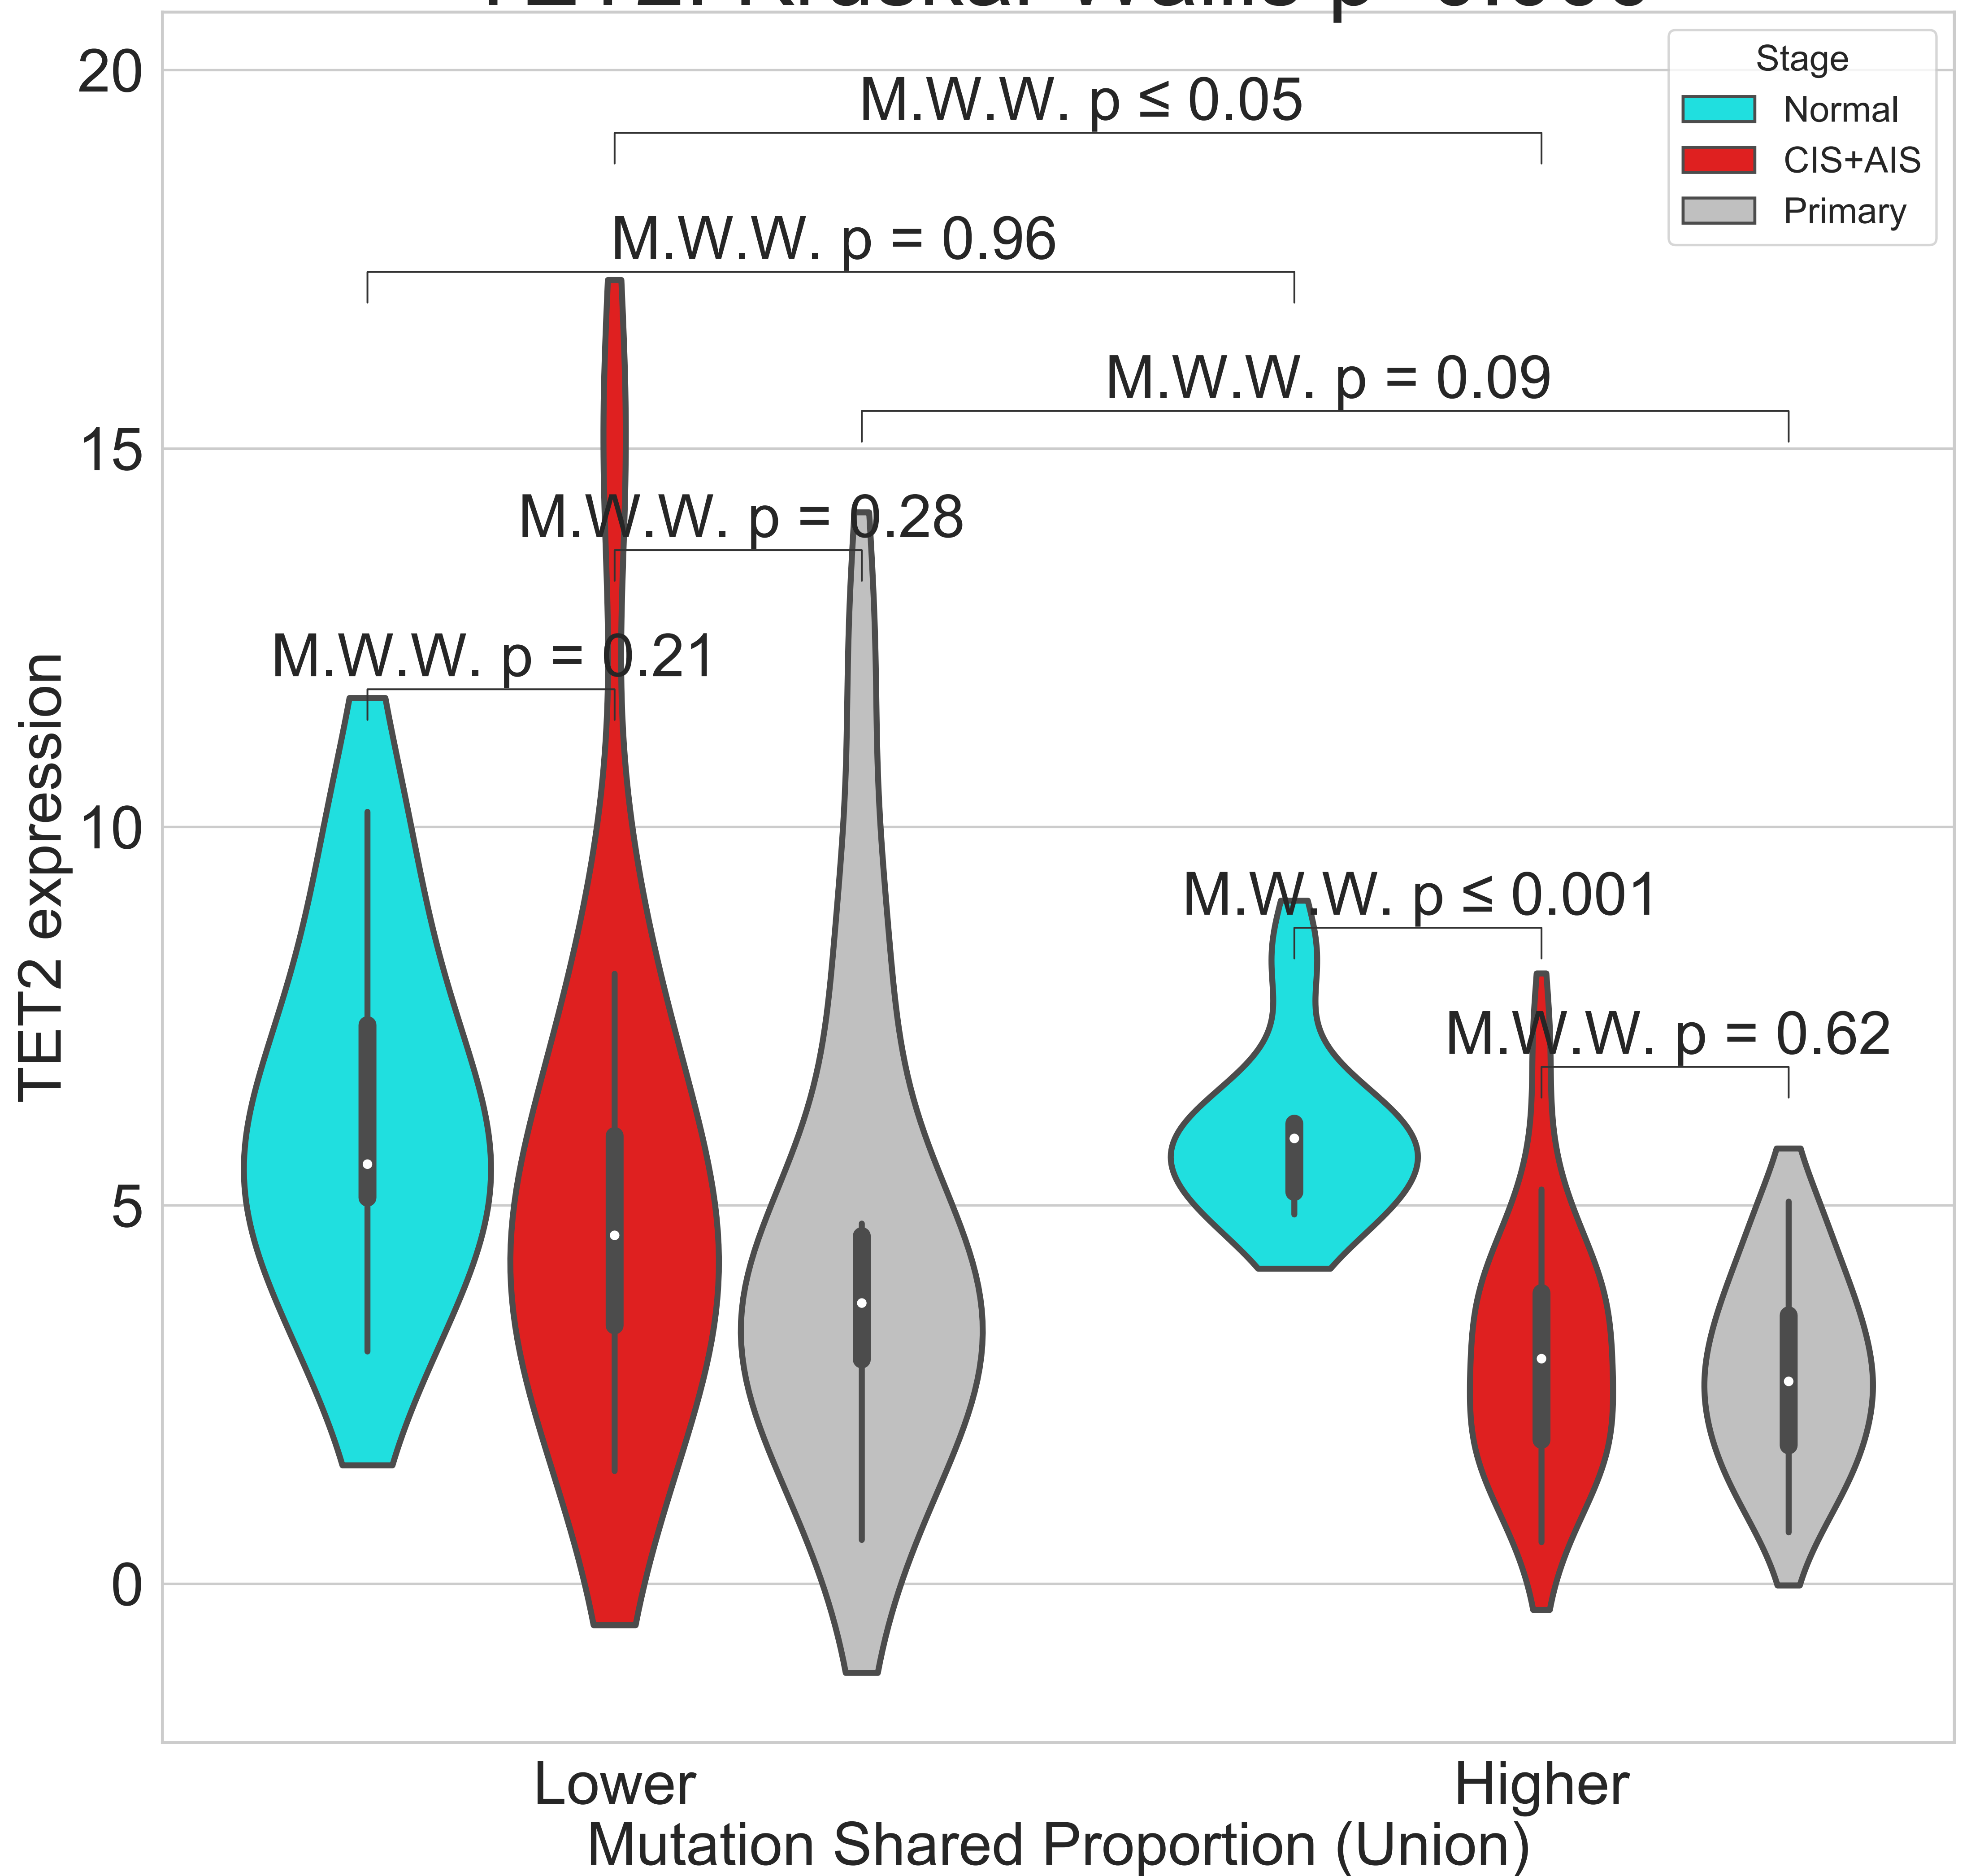 Stage
Normal
CIS+AIS
Primary
20
15
10
5
0
TET2 expression
M.W.W. p ≤ 0.05
M.W.W. p = 0.96
M.W.W. p = 0.09
M.W.W. p = 0.28
M.W.W. p = 0.21
M.W.W. p ≤ 0.001
M.W.W. p = 0.62
Lower
Higher
Mutation Shared Proportion (Union)